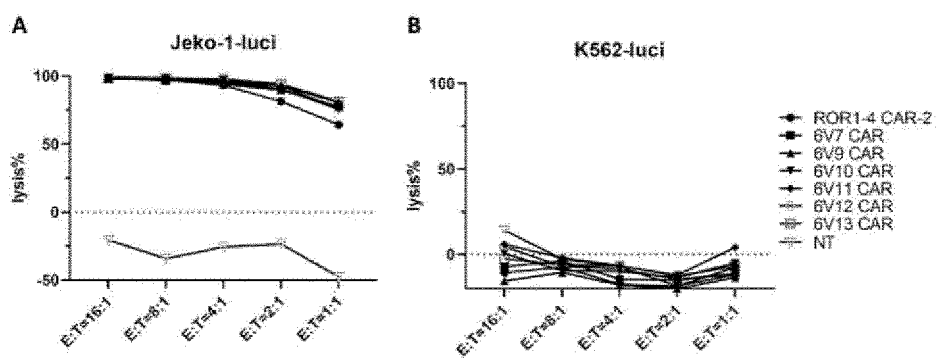 A
Jeko-1-luci
100
50
0
-50
lysis%
E:T=16:1
E:T=8:1
E:T=4:1
E:T=2:1
E:T=1:1
B
K562-luci
100
50
0
lysis%
E:T=16:1
E:T=8:1
E:T=4:1
E:T=2:1
E:T=1:1
ROR1-4 CAR-2
6V7 CAR
6V9 CAR
6V10 CAR
6V11 CAR
6V12 CAR
6V13 CAR
NT